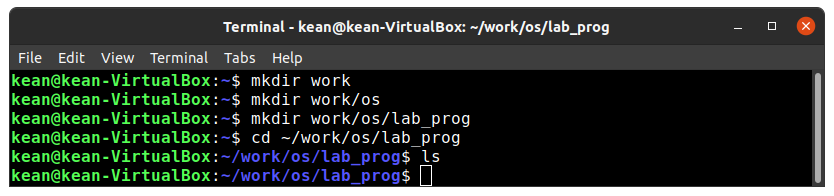 Terminal - kean@kean-VirtualBox: ~/work/os/lab_prog
File Edit View Terminal Tabs Help
kean@kean-VirtualBox:~$ mkdir work
kean@kean-VirtualBox:~$ mkdir work/os
kean@kean-VirtualBox:~$ mkdir work/os/lab_prog
kean@kean-VirtualBox:~$ cd ~/work/os/lab_prog
kean@kean-VirtualBox:~/work/os/lab_prog$ ls
kean@kean-VirtualBox:~/work/os/lab_prog$